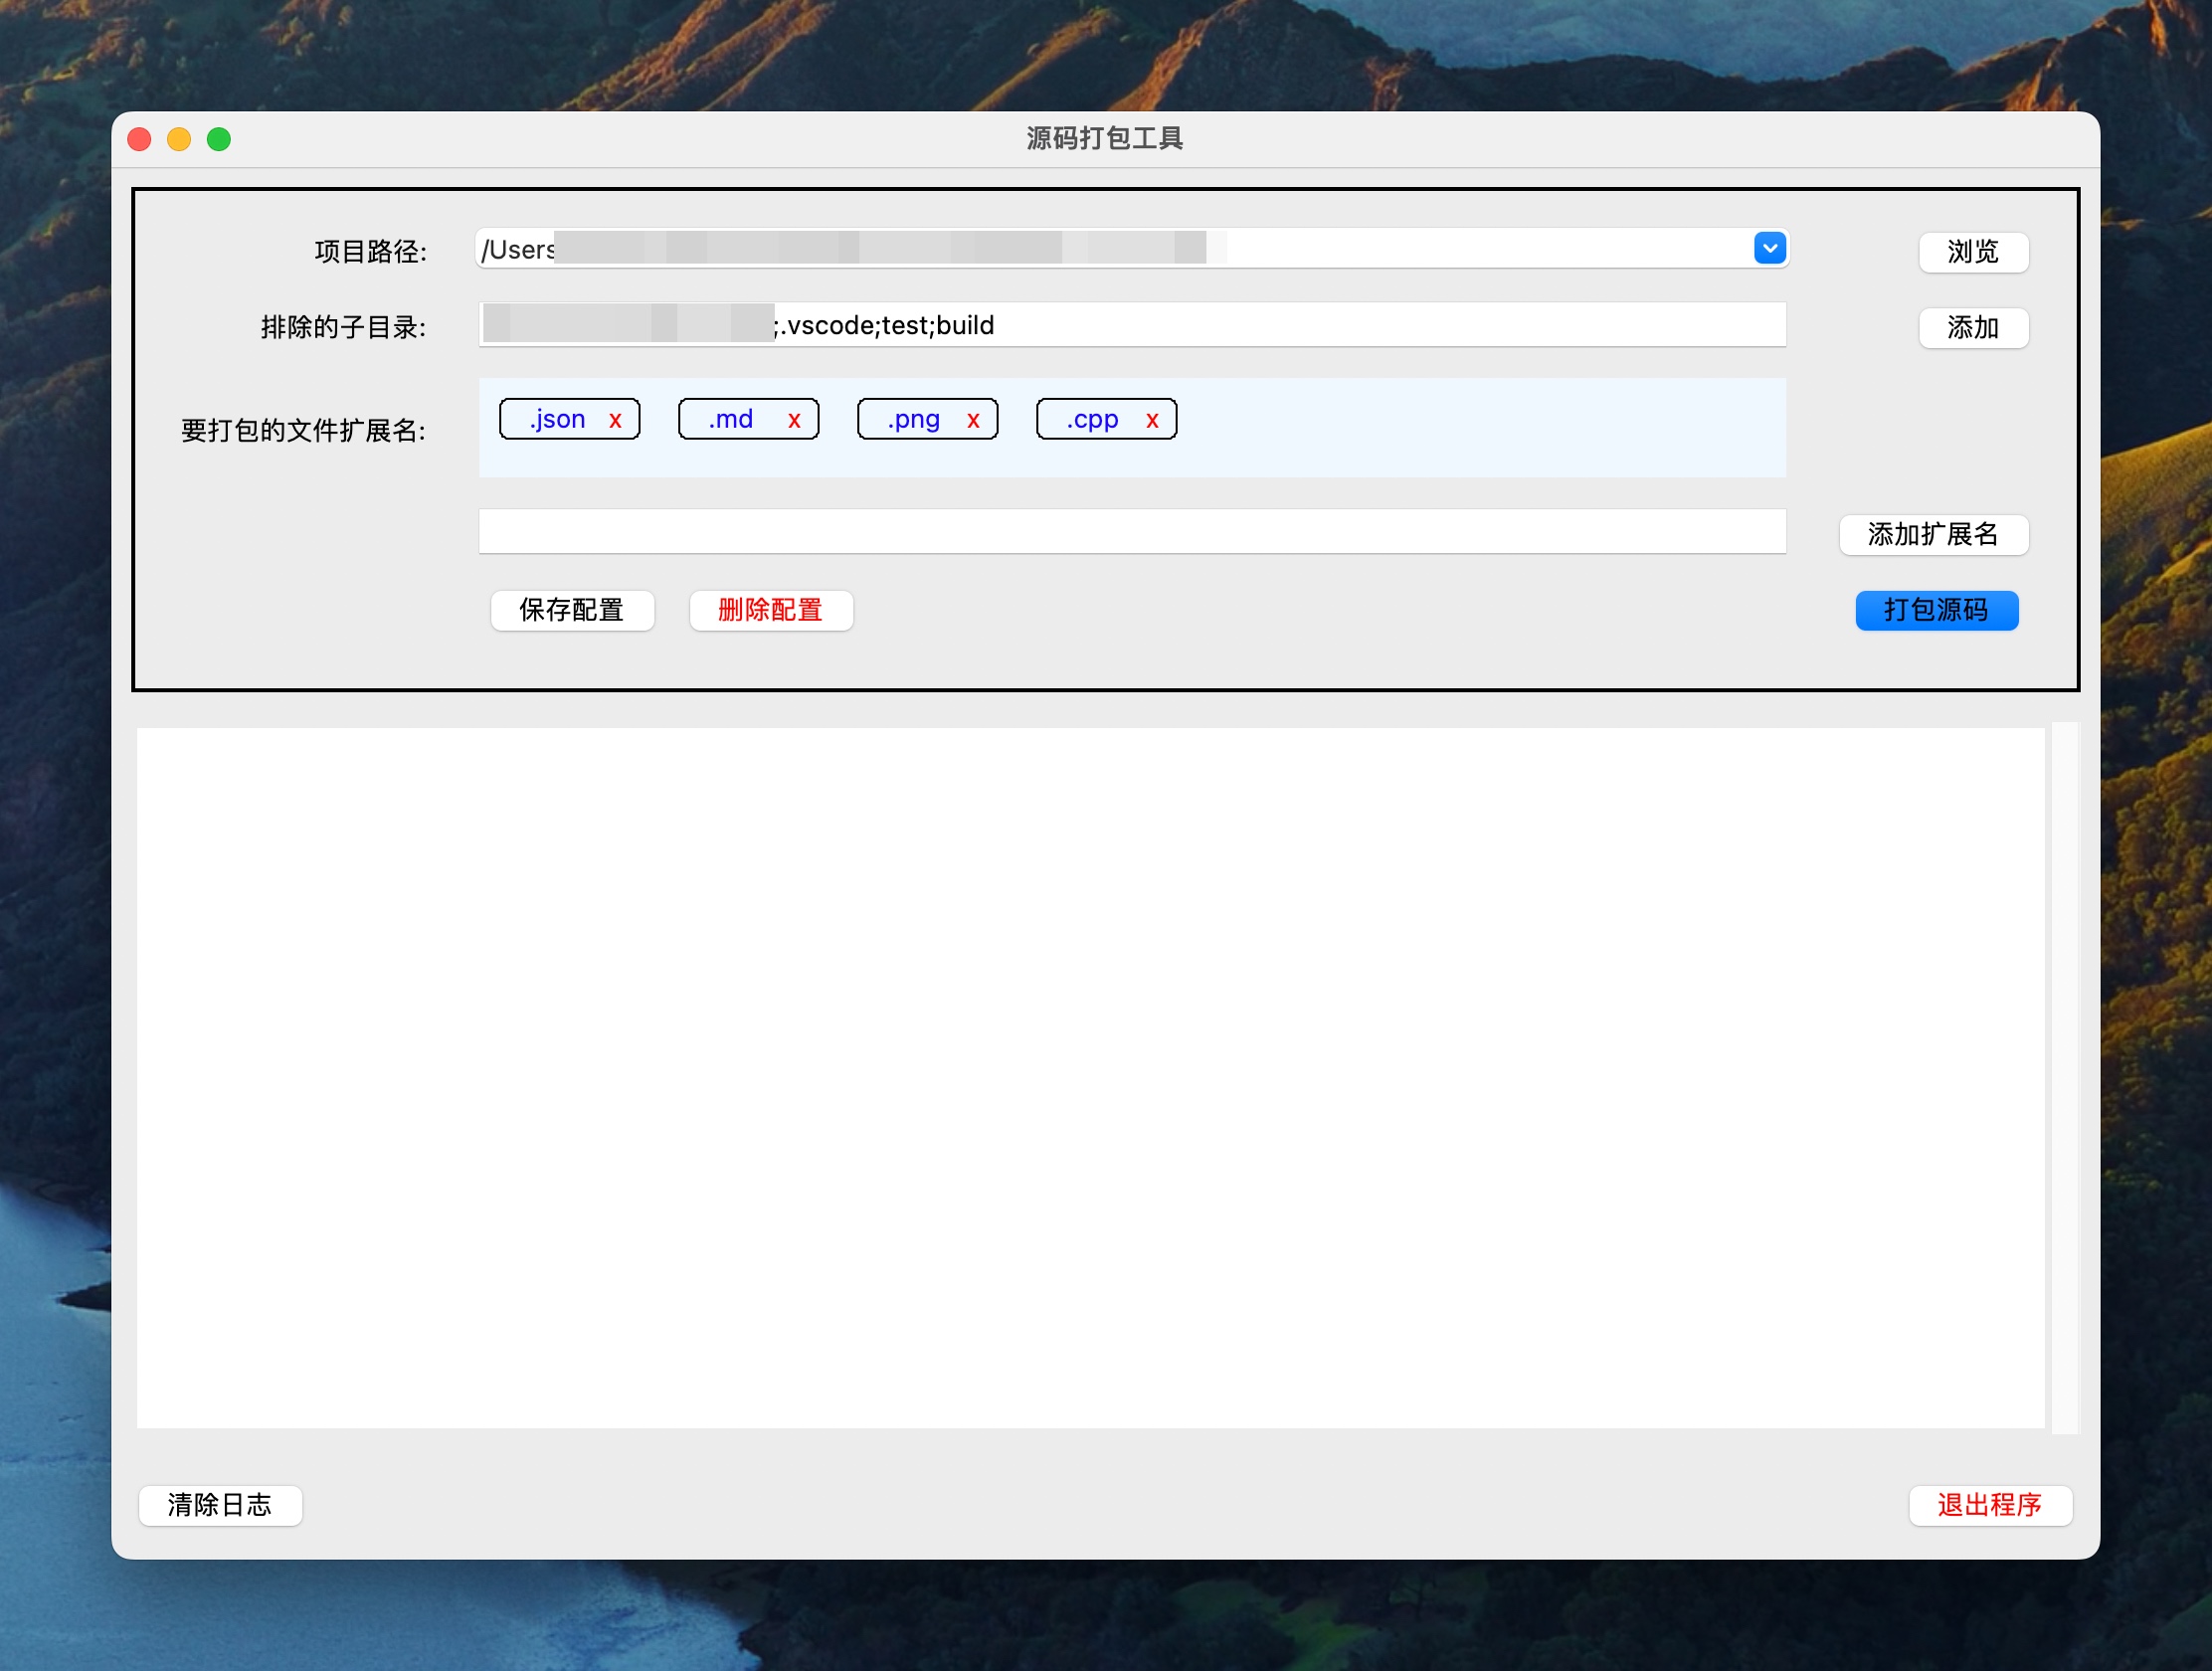 源码打包工具
项目路径: /Users 浏览
排除的子目录: ;.vscode;test;build 添加
要打包的文件扩展名: .json x .md x .png x .cpp x
添加扩展名
保存配置 删除配置 打包源码
清除日志 退出程序